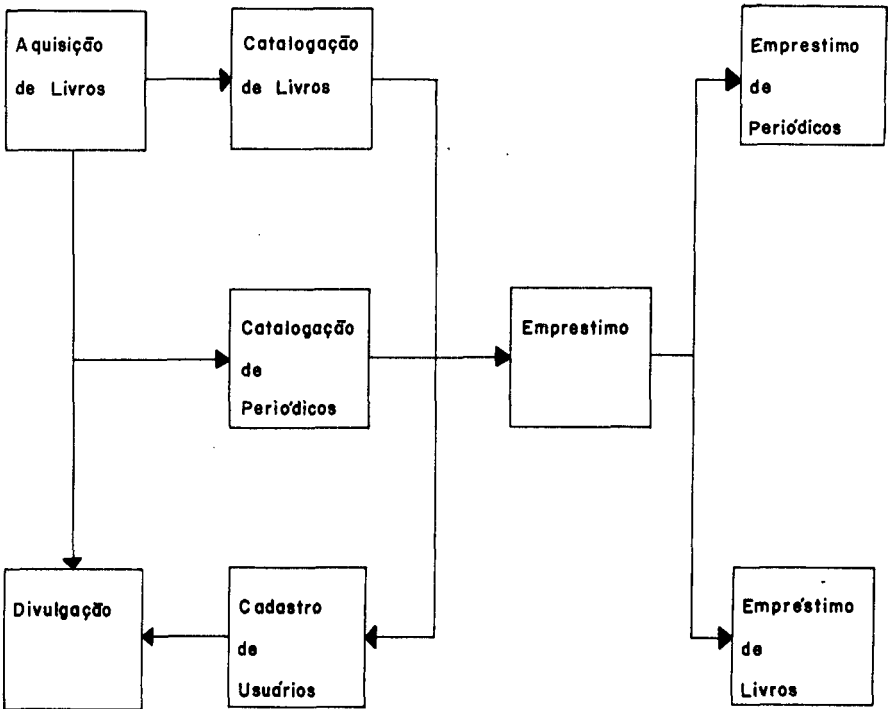 Aquisição
de Livros
Catalogação
de Livros
Emprestimo
de
Periódicos
Catalogação
de
Periódicos
Emprestimo
Divulgação
Cadastro
de
Usuários
Empréstimo
de
Livros